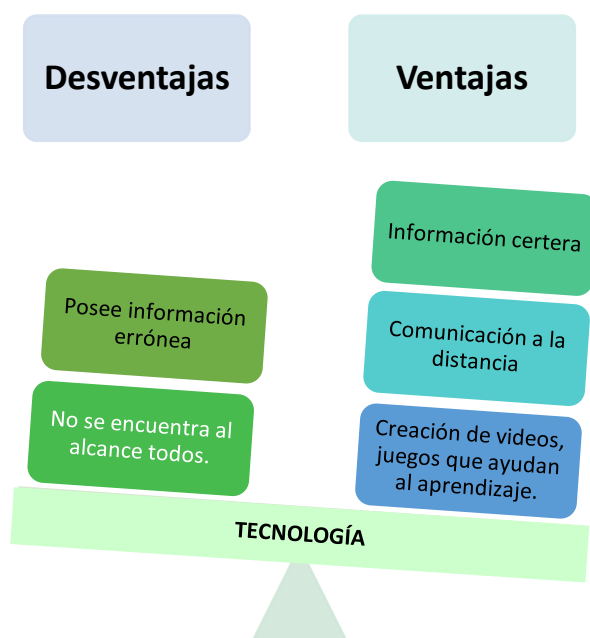 Desventajas
Ventajas
Posee información
errónea
No se encuentra al
alcance todos.
Información certera
Comunicación a la
distancia
Creación de videos,
juegos que ayudan
al aprendizaje.
TECNOLOGÍA